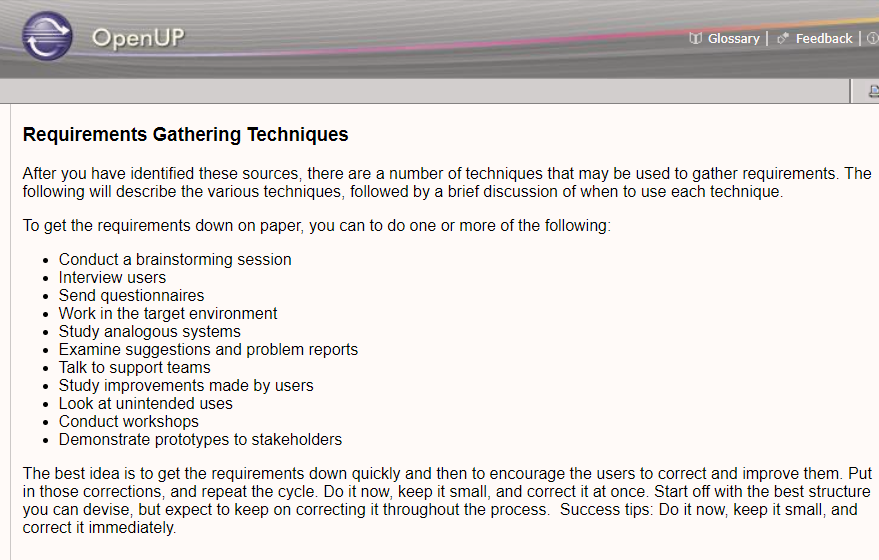 OpenUP
Glossary | Feedback |
Requirements Gathering Techniques
After you have identified these sources, there are a number of techniques that may be used to gather requirements. The
following will describe the various techniques, followed by a brief discussion of when to use each technique.
To get the requirements down on paper, you can to do one or more of the following:
• Conduct a brainstorming session
• Interview users
• Send questionnaires
• Work in the target environment
• Study analogous systems
• Examine suggestions and problem reports
• Talk to support teams
• Study improvements made by users
• Look at unintended uses
• Conduct workshops
• Demonstrate prototypes to stakeholders
The best idea is to get the requirements down quickly and then to encourage the users to correct and improve them. Put
in those corrections, and repeat the cycle. Do it now, keep it small, and correct it at once. Start off with the best structure
you can devise, but expect to keep on correcting it throughout the process.  Success tips: Do it now, keep it small, and
correct it immediately.